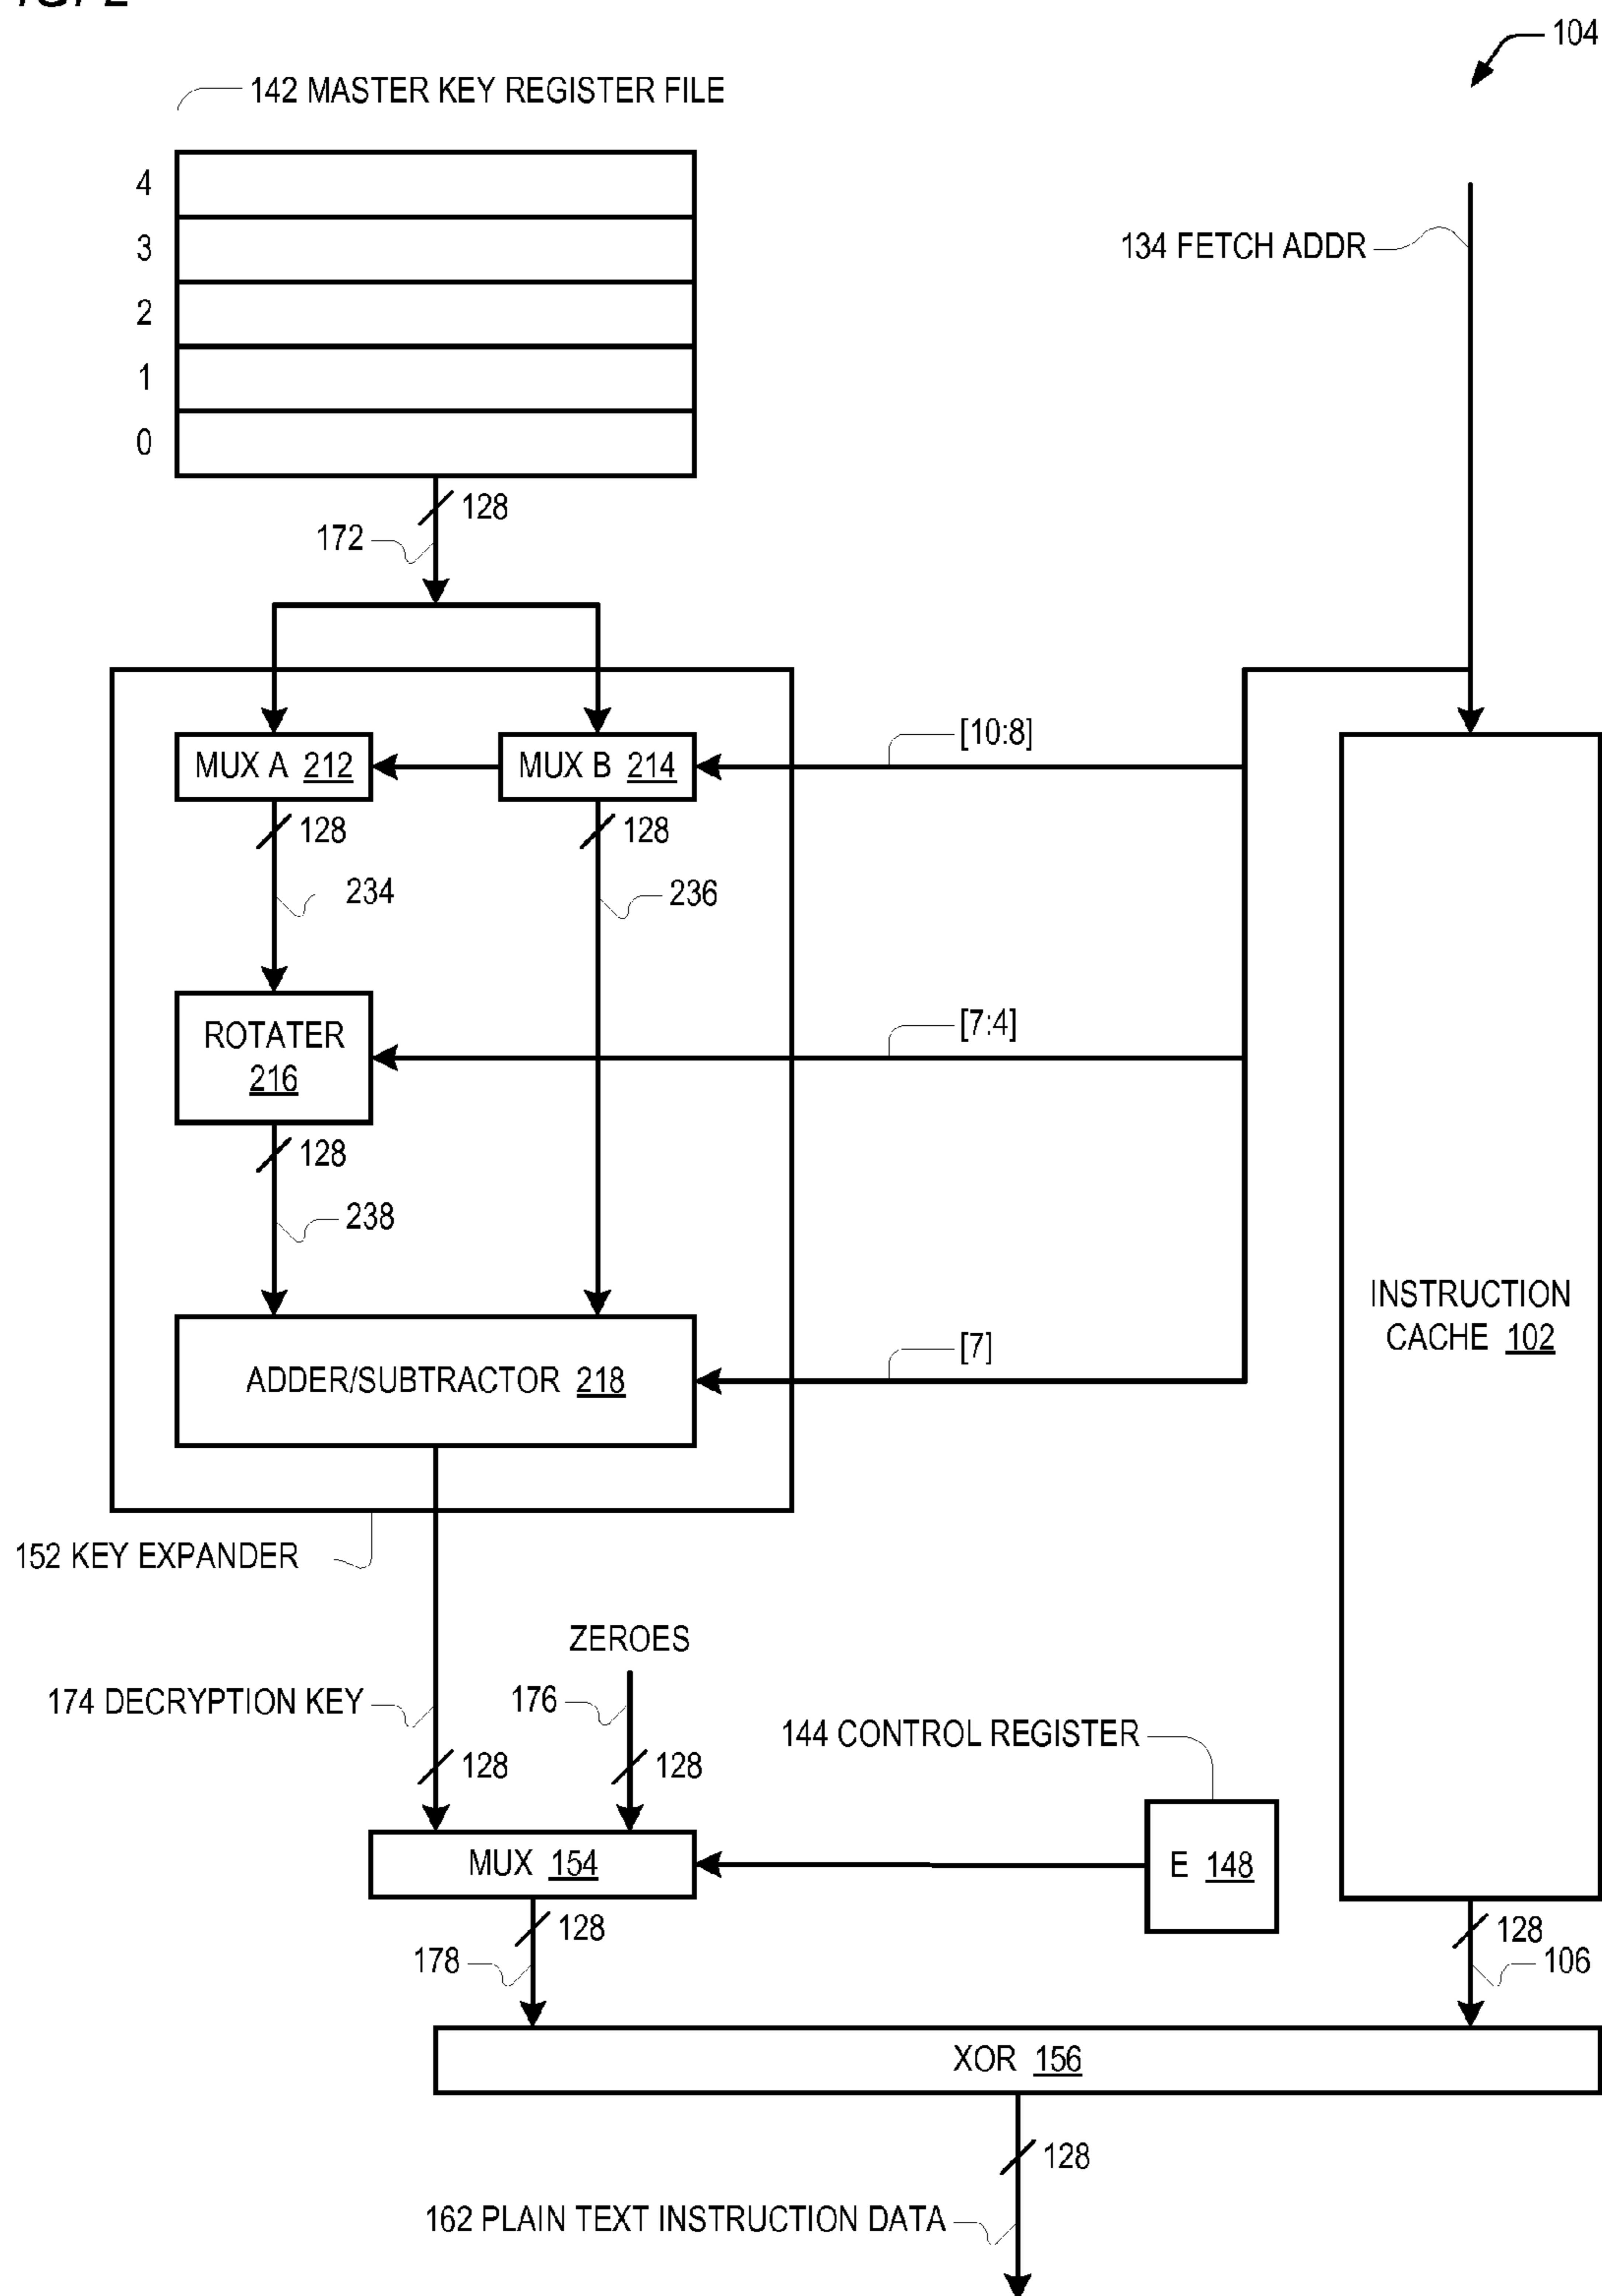 104
142 MASTER KEY REGISTER FILE
4
3
134 FETCH ADDR
2
1
0
128
172
[10:8]
MUX A 212
MUX B 214
128
128
234
236
[7:4]
ROTATER
216
128
238
INSTRUCTION
CACHE 102
[7]
ADDER/SUBTRACTOR 218
152 KEY EXPANDER
ZEROES
174 DECRYPTION KEY
176
144 CONTROL REGISTER
128
128
MUX 154
E 148
128
128
178
106
XOR 156
128
162 PLAIN TEXT INSTRUCTION DATA